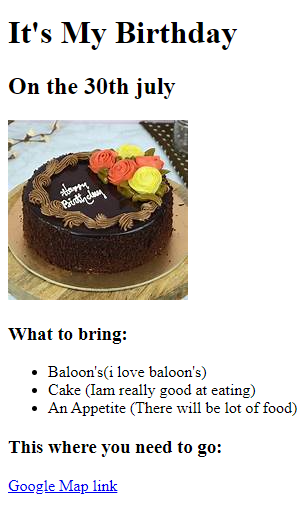 It's My Birthday
On the 30th july
Happy
Birthday
What to bring:
Baloon's(i love baloon's)
Cake (Iam really good at eating)
An Appetite (There will be lot of food)
This where you need to go:
Google Map link